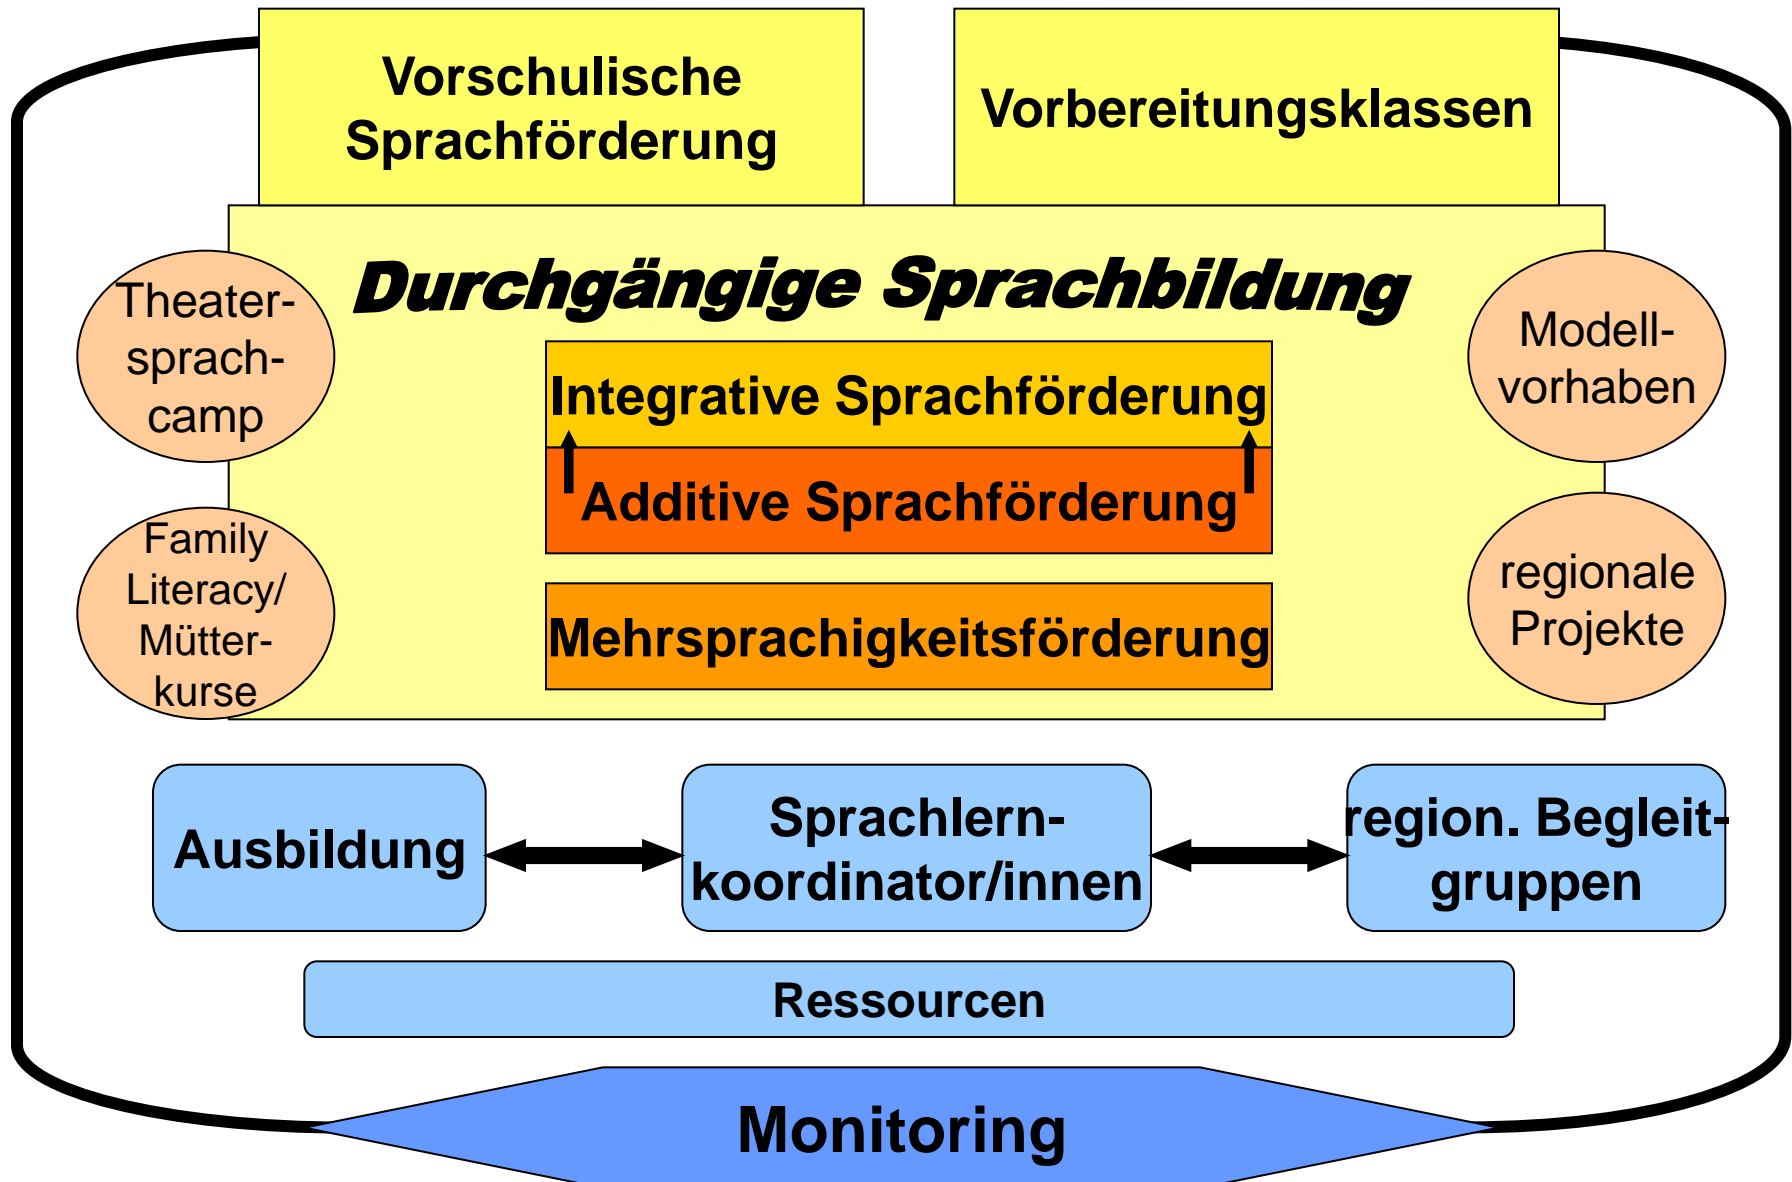 Vorschulische
Sprachförderung
Vorbereitungsklassen
Durchgängige Sprachbildung
Theater-
sprach-
camp
Modell-
vorhaben
Integrative Sprachförderung
Additive Sprachförderung
Family
Literacy/
Mütter-
kurse
regionale
Projekte
Mehrsprachigkeitsförderung
Ausbildung
Sprachlern-
koordinator/innen
region. Begleit-
gruppen
Ressourcen
Monitoring